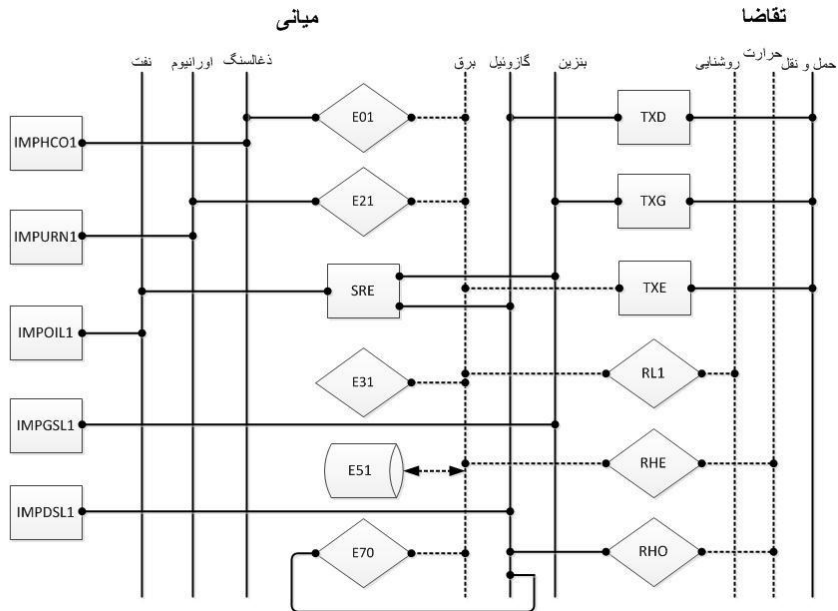 میانی
تقاضا
نفت
اورانیوم
ذغالسنگ
برق
گازوئیل
بنزین
روشنایی
حرارت
حمل و نقل
IMPHCO1
E01
TXD
IMPURN1
E21
TXG
IMPOIL1
SRE
TXE
E31
RL1
IMPGSL1
E51
RHE
IMPDSL1
E70
RHO